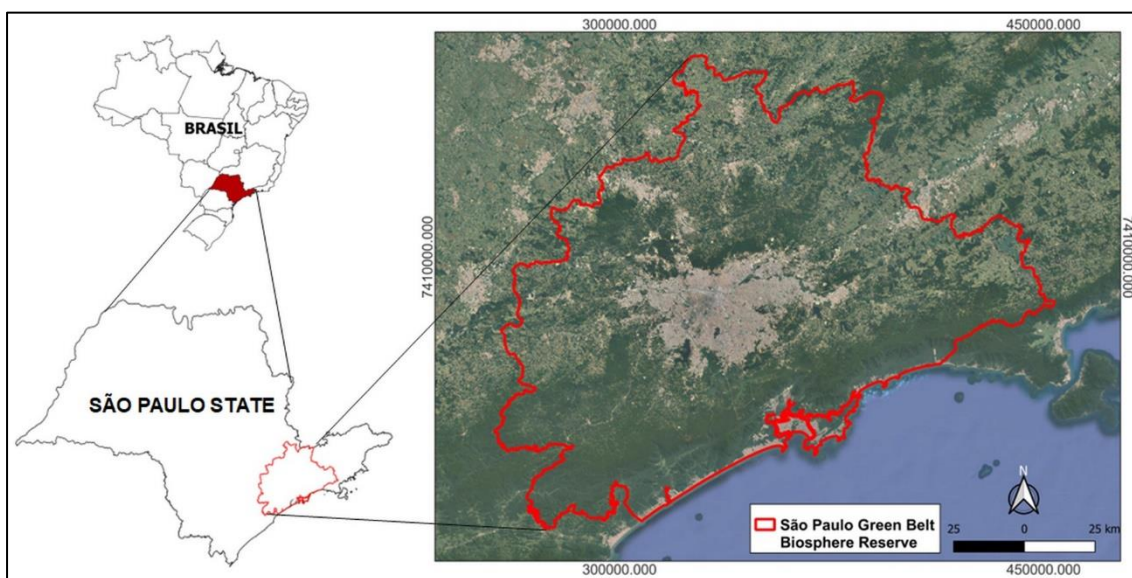 BRASIL
SÃO PAULO STATE
300000.000
450000.000
7410000.000
7410000.000
N
São Paulo Green Belt
Biosphere Reserve
25
0
25 km
300000.000
450000.000